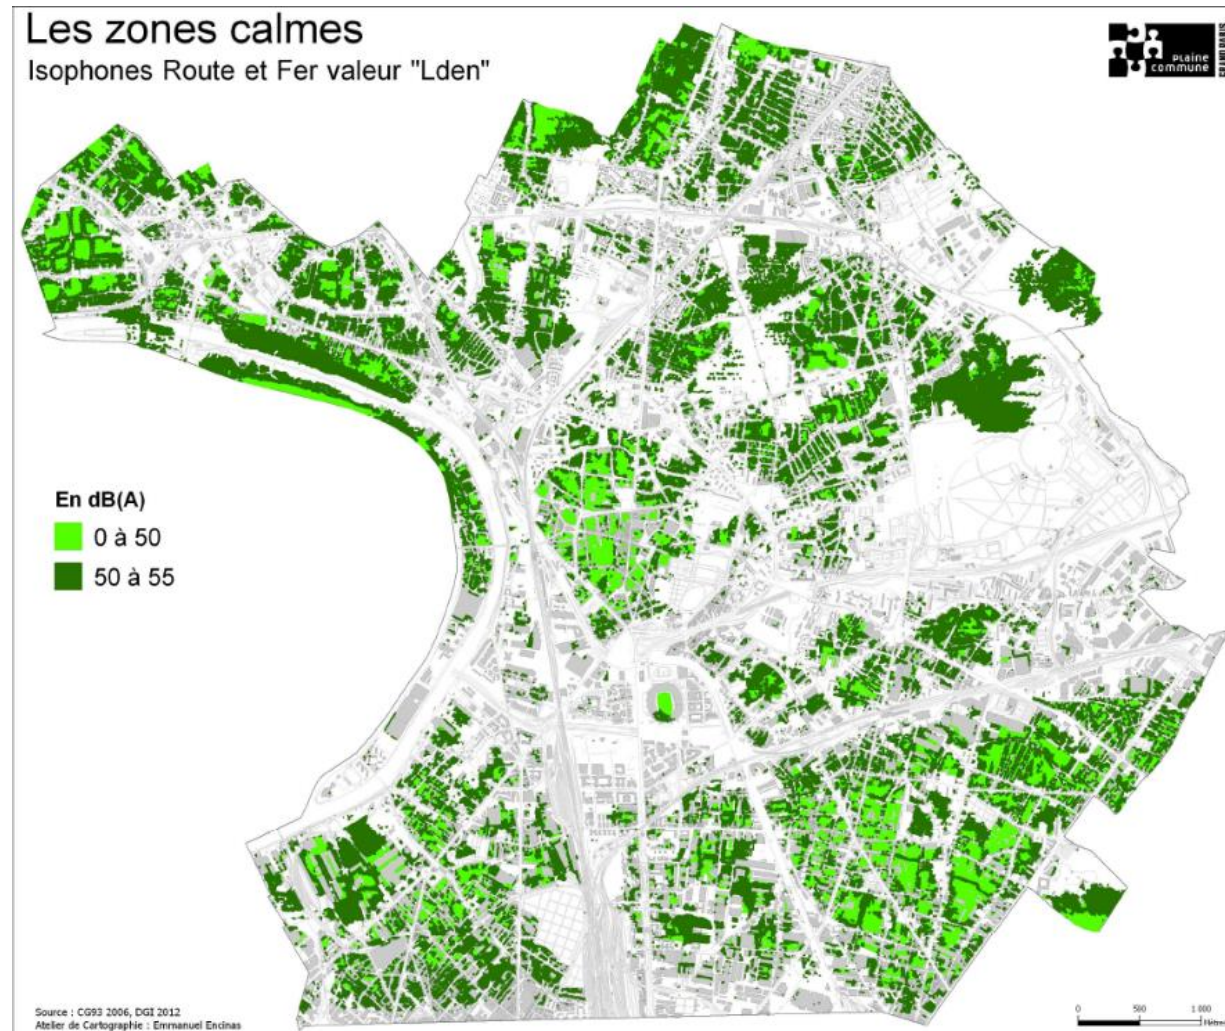 Les zones calmes
Isophones Route et Fer valeur "Lden"
PLAINE
COMMUNE
En dB(A)
0 à 50
50 à 55
Source : CG93 2006, DGI 2012
Atelier de Cartographie : Emmanuel Encinas
0 500 1 000
Mètres